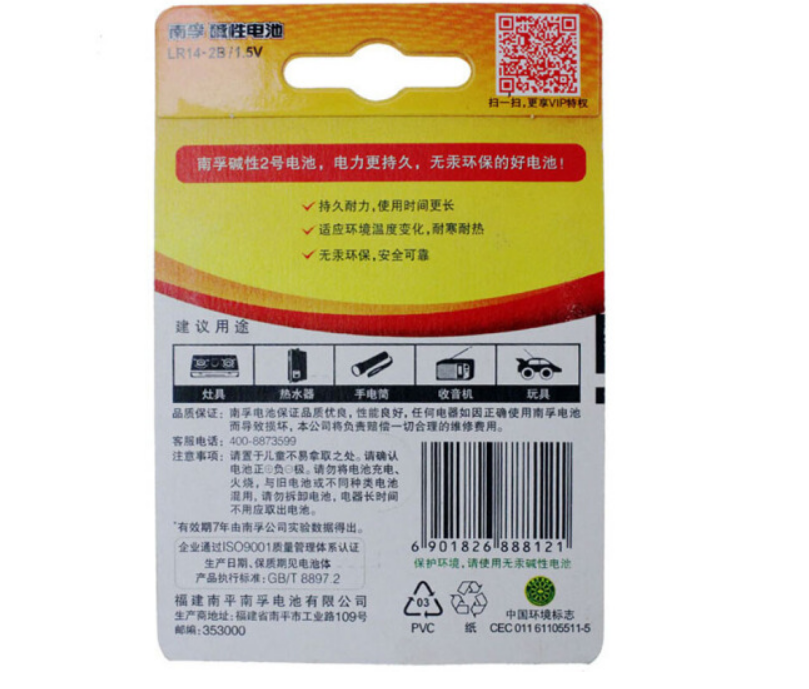 南孚 碱性电池
LR14-2B/1.5V
扫一扫,更享VIP特权
南孚碱性2号电池，电力更持久，无汞环保的好电池！
持久耐力,使用时间更长
适应环境温度变化,耐寒耐热
无汞环保,安全可靠
建议用途
灶具 热水器 手电筒 收音机 玩具
品质保证：南孚电池保证品质优良，性能良好，任何电器如因正确使用南孚电池
而导致损坏，本公司将负责赔偿一切合理的维修费用。
客服电话：400-8873599
注意事项：请置于儿童不易拿取之处。请确认
电池正⊕负⊖极。请勿将电池充电、
火烧，与旧电池或不同种类电池
混用，请勿拆卸电池，电器长时间
不用应取出电池。
*有效期7年由南孚公司实验数据得出。
企业通过ISO9001质量管理体系认证
生产日期、保质期见电池体
产品执行标准：GB/T 8897.2
福建南平南孚电池有限公司
生产商地址：福建省南平市工业路109号
邮编：353000
6 901826 888121
保护环境，请使用无汞碱性电池
03
PVC 纸
中国环境标志
CEC 011 61105511-5